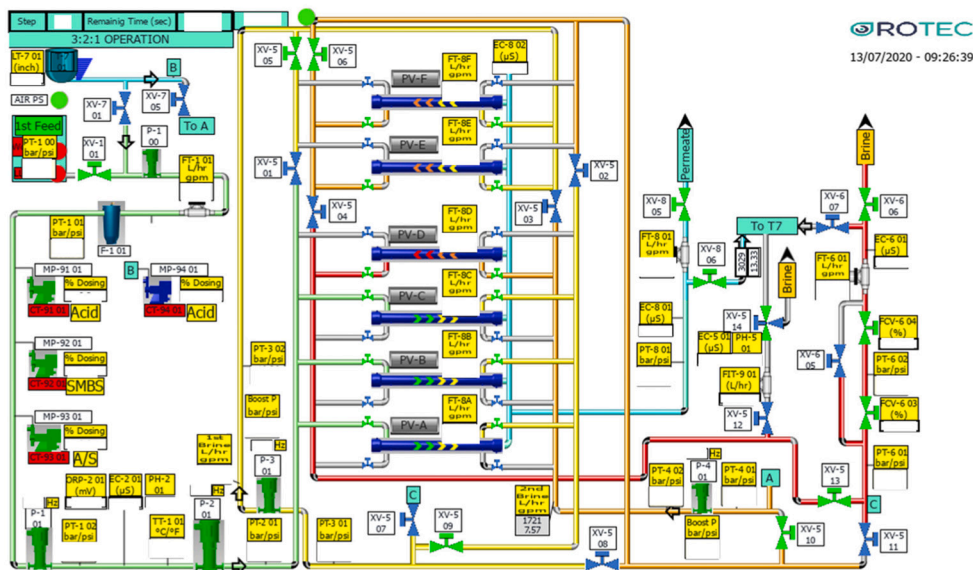 Step Remainig Time (sec)
3:2:1 OPERATION
ROTEC
13/07/2020 - 09:26:39
LT-7 01
(inch)
T-7
01
B
XV-7
01
XV-7
05
To A
AIR PS
1st Feed
PT-1 00
bar/psi
XV-1
01
P-1
00
FT-1 01
L/hr
gpm
PT-1 01
bar/psi
F-1 01
MP-91 01
% Dosing
CT-91 01
Acid
B
MP-94 01
% Dosing
CT-94 01
Acid
MP-92 01
% Dosing
CT-92 01
SMBS
MP-93 01
% Dosing
CT-93 01
A/S
ORP-2 01
(mV)
EC-2 01
(µS)
PH-2
01
Hz
P-1
01
PT-1 02
bar/psi
TT-1 01
°C/°F
Hz
P-2
01
1st
Brine
L/hr
gpm
PT-2 01
bar/psi
Hz
P-3
01
PT-3 01
bar/psi
PT-3 02
bar/psi
Boost P
bar/psi
XV-5
05
XV-5
06
XV-5
01
XV-5
04
PV-F
FT-8F
L/hr
gpm
EC-8 02
(µS)
PV-E
FT-8E
L/hr
gpm
XV-5
02
XV-5
03
PV-D
FT-8D
L/hr
gpm
PV-C
FT-8C
L/hr
gpm
PV-B
FT-8B
L/hr
gpm
PV-A
FT-8A
L/hr
gpm
C
XV-5
07
XV-5
09
2nd
Brine
L/hr
gpm
1721
7.57
XV-5
08
PT-4 02
bar/psi
Hz
P-4
01
PT-4 01
bar/psi
Boost P
bar/psi
A
XV-5
10
XV-5
13
C
XV-5
11
Permeate
XV-8
05
FT-8 01
L/hr
gpm
XV-8
06
3029
13.33
To T7
XV-6
07
Brine
XV-6
06
EC-6 01
(µS)
FT-6 01
L/hr
gpm
Brine
XV-5
14
EC-8 01
(µS)
EC-5 01
(µS)
PH-5
01
PT-8 01
bar/psi
FIT-9 01
(L/hr)
XV-5
12
XV-6
05
FCV-6 04
(%)
PT-6 02
bar/psi
FCV-6 03
(%)
PT-6 01
bar/psi